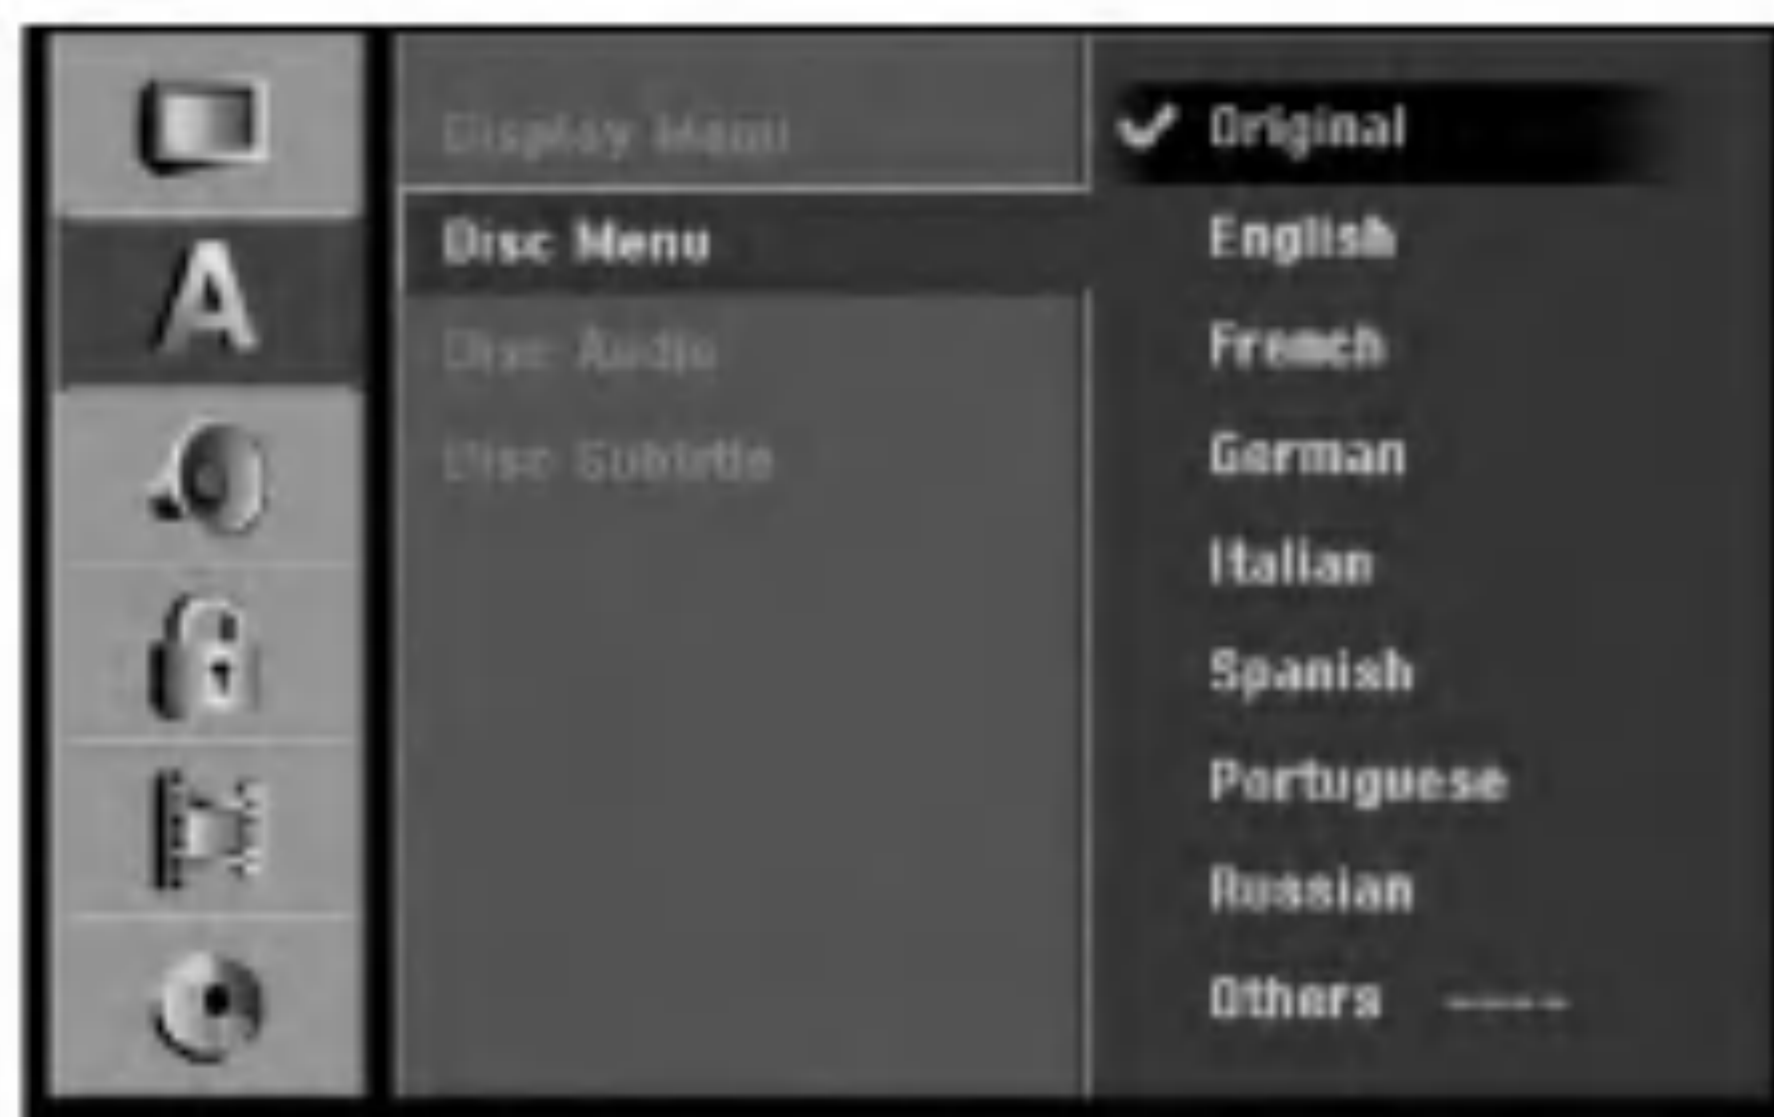 A
Display Menu
Disc Menu
Disc Audio
Disc Subtitle
Original
English
French
German
Italian
Spanish
Portuguese
Russian
Others ----